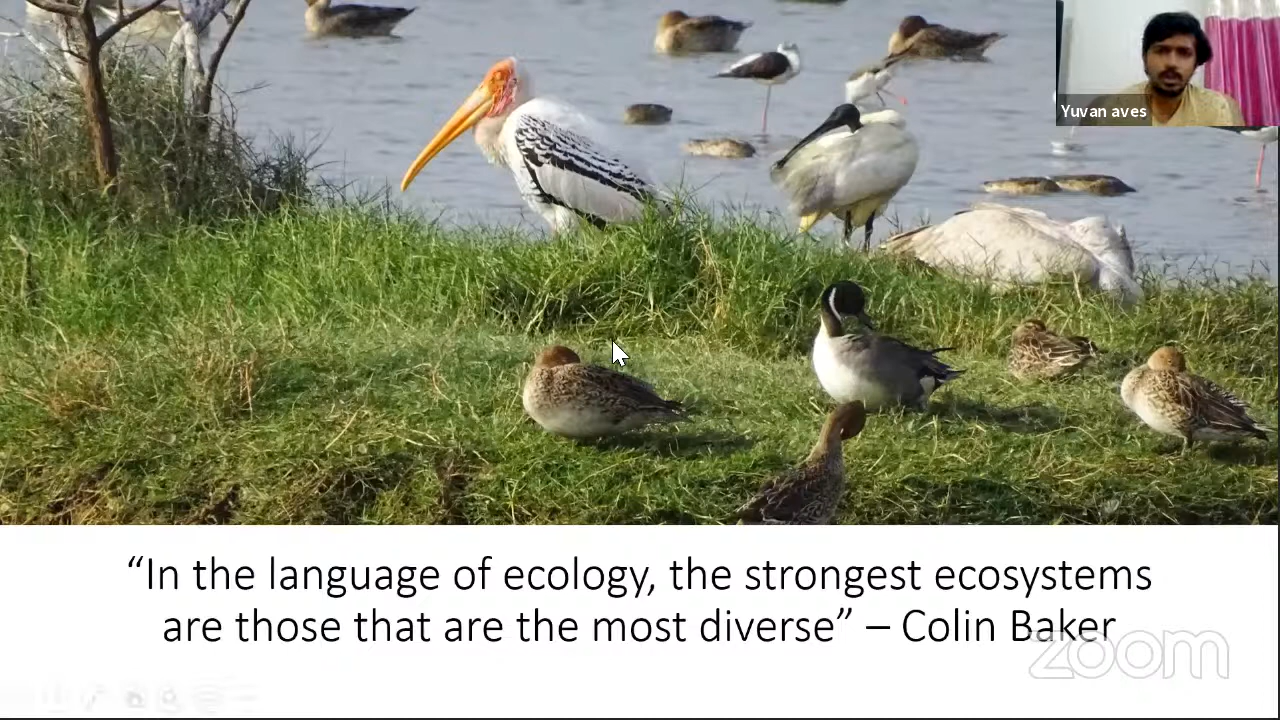 Yuvan aves
“In the language of ecology, the strongest ecosystems
are those that are the most diverse” – Colin Baker
zoom